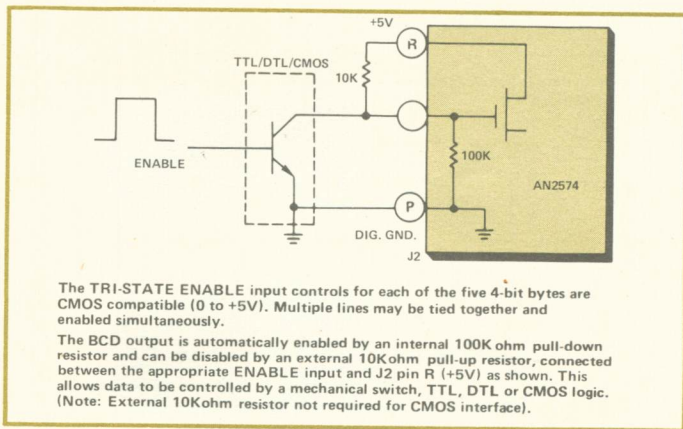 +5V
R
TTL/DTL/CMOS
10K
ENABLE
100K
AN2574
P
DIG. GND.
J2
The TRI-STATE ENABLE input controls for each of the five 4-bit bytes are
CMOS compatible (0 to +5V). Multiple lines may be tied together and
enabled simultaneously.
The BCD output is automatically enabled by an internal 100K ohm pull-down
resistor and can be disabled by an external 10Kohm pull-up resistor, connected
between the appropriate ENABLE input and J2 pin R (+5V) as shown. This
allows data to be controlled by a mechanical switch, TTL, DTL or CMOS logic.
(Note: External 10Kohm resistor not required for CMOS interface).